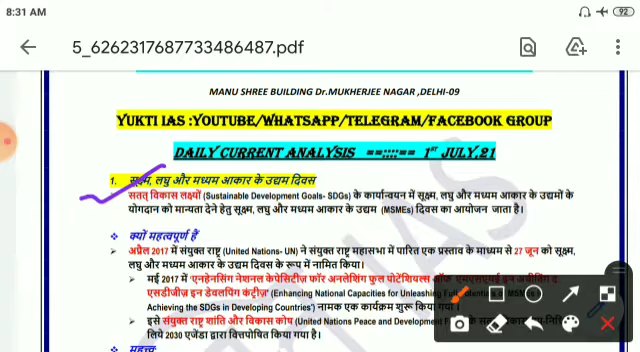 8:31 AM
92
5_6262317687733486487.pdf
MANU SHREE BUILDING Dr.MUKHERJEE NAGAR ,DELHI-09
YUKTI IAS :YOUTUBE/WHATSAPP/TELEGRAM/FACEBOOK GROUP
DAILY CURRENT ANALYSIS ==::::== 1ST JULY,21
1. सूक्ष्म, लघु और मध्यम आकार के उद्यम दिवस
सतत् विकास लक्ष्यों (Sustainable Development Goals- SDGs) के कार्यान्वयन में सूक्ष्म, लघु और मध्यम आकार के उद्यमों के
योगदान को मान्यता देने हेतु सूक्ष्म, लघु और मध्यम आकार के उद्यम (MSMEs) दिवस का आयोजन जाता है।
क्यों महत्वपूर्ण हैं
अप्रैल 2017 में संयुक्त राष्ट्र (United Nations- UN) ने संयुक्त राष्ट्र महासभा में पारित एक प्रस्ताव के माध्यम से 27 जून को सूक्ष्म,
लघु और मध्यम आकार के उद्यम दिवस के रूप में नामित किया।
मई 2017 में 'एनहेनसिंग नेशनल केपेसिटीज़ फॉर अनलेशिंग फुल पोटेंशियल्स
एसडीजीज़ इन डेवलपिंग कंट्रीज़' (Enhancing National Capacities for Unleashing
Achieving the SDGs in Developing Countries') नामक एक कार्यक्रम शुरू किया गया
इसे संयुक्त राष्ट्र शांति और विकास कोष (United Nations Peace and Development
लिये 2030 एजेंडा द्वारा वित्तपोषित किया गया है।
महत्त्व